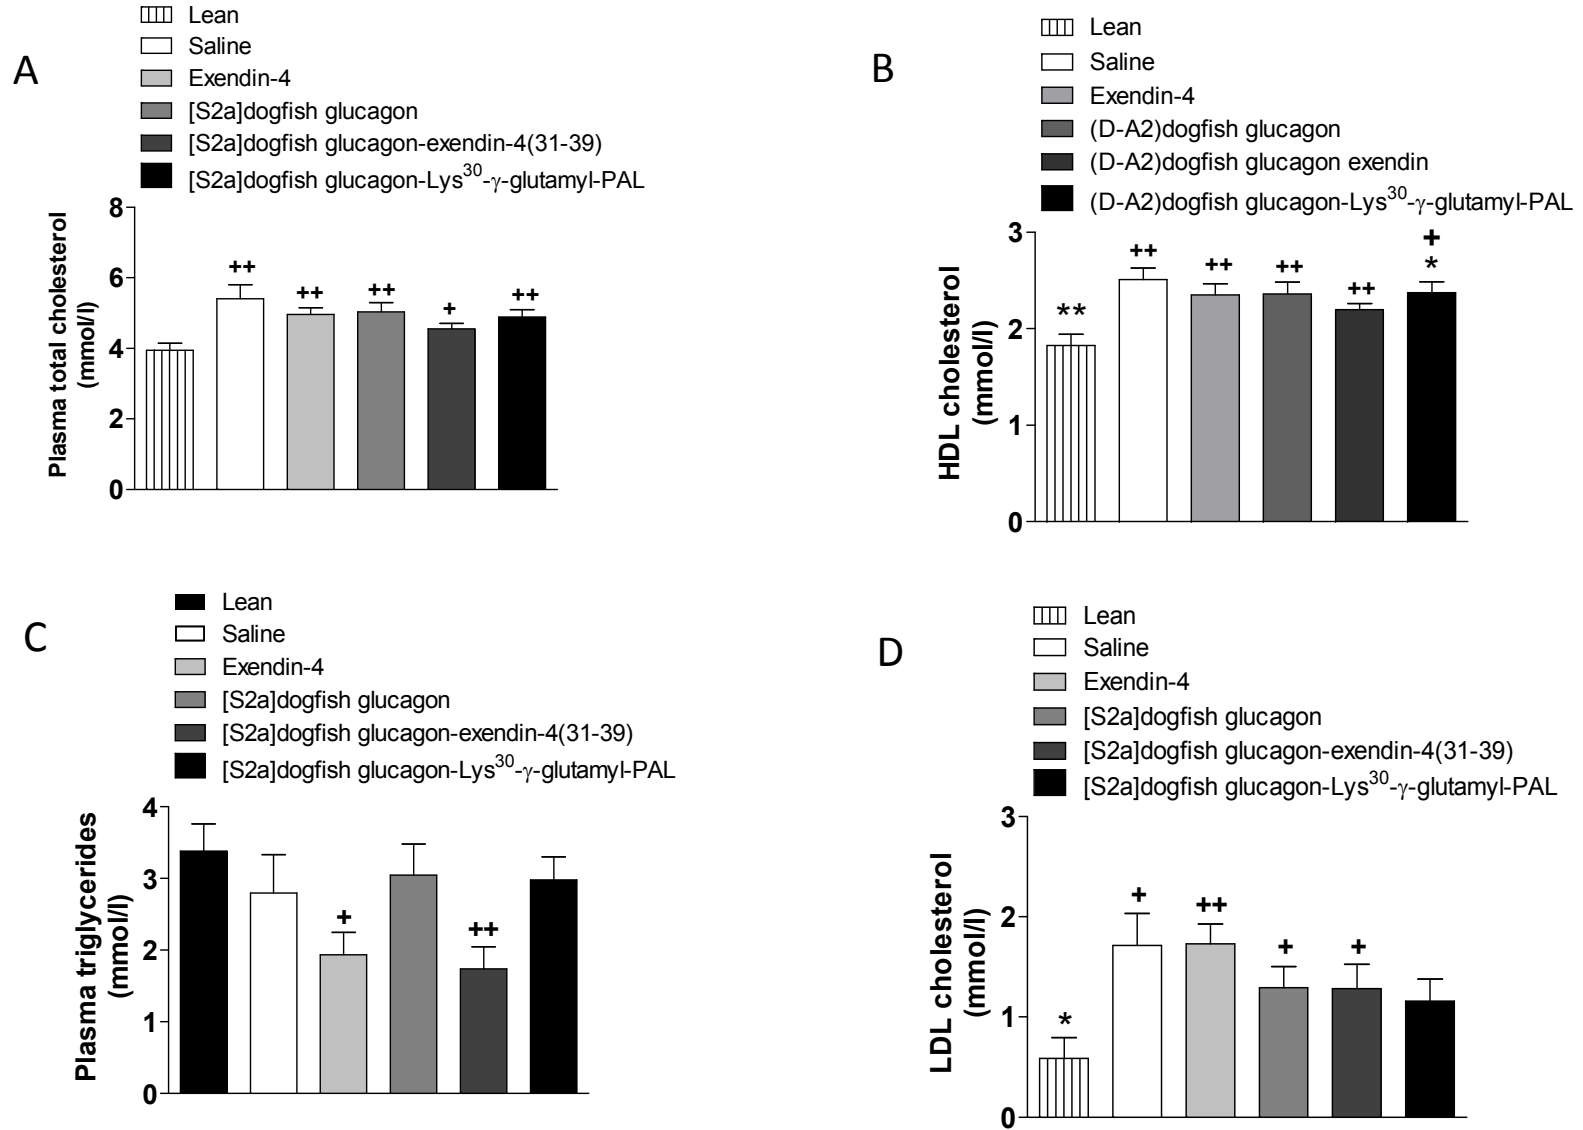 A
Lean
Saline
Exendin-4
[S2a]dogfish glucagon
[S2a]dogfish glucagon-exendin-4(31-39)
[S2a]dogfish glucagon-Lys30-γ-glutamyl-PAL
Plasma total cholesterol
(mmol/l)
8
6
4
2
0
++
++
++
+
++
B
Lean
Saline
Exendin-4
(D-A2)dogfish glucagon
(D-A2)dogfish glucagon exendin
(D-A2)dogfish glucagon-Lys30-γ-glutamyl-PAL
HDL cholesterol
(mmol/l)
3
2
1
0
**
++
++
++
++
+
*
C
Lean
Saline
Exendin-4
[S2a]dogfish glucagon
[S2a]dogfish glucagon-exendin-4(31-39)
[S2a]dogfish glucagon-Lys30-γ-glutamyl-PAL
Plasma triglycerides
(mmol/l)
4
3
2
1
0
+
++
D
Lean
Saline
Exendin-4
[S2a]dogfish glucagon
[S2a]dogfish glucagon-exendin-4(31-39)
[S2a]dogfish glucagon-Lys30-γ-glutamyl-PAL
LDL cholesterol
(mmol/l)
3
2
1
0
*
+
++
+
+